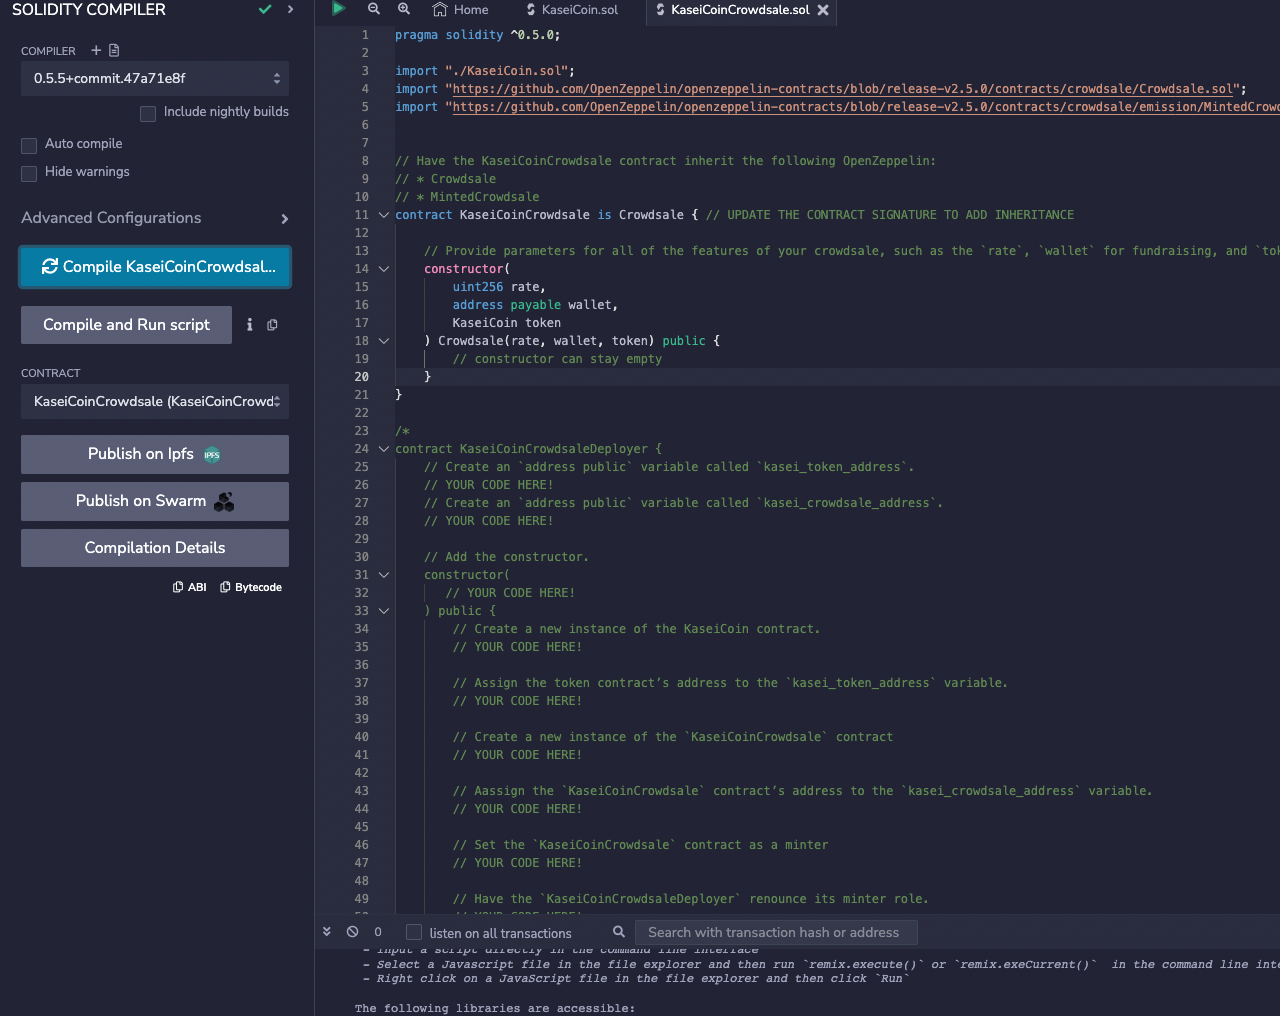 SOLIDITY COMPILER
COMPILER
0.5.5+commit.47a71e8f
Include nightly builds
Auto compile
Hide warnings
Advanced Configurations
Compile KaseiCoinCrowdsal...
Compile and Run script
CONTRACT
KaseiCoinCrowdsale (KaseiCoinCrowd
Publish on Ipfs IPFS
Publish on Swarm
Compilation Details
ABI Bytecode
Home KaseiCoin.sol KaseiCoinCrowdsale.sol
1 pragma solidity ^0.5.0;
2
3 import "./KaseiCoin.sol";
4 import "https://github.com/OpenZeppelin/openzeppelin-contracts/blob/release-v2.5.0/contracts/crowdsale/Crowdsale.sol";
5 import "https://github.com/OpenZeppelin/openzeppelin-contracts/blob/release-v2.5.0/contracts/crowdsale/emission/MintedCrowd
6
7
8 // Have the KaseiCoinCrowdsale contract inherit the following OpenZeppelin:
9 // * Crowdsale
10 // * MintedCrowdsale
11 contract KaseiCoinCrowdsale is Crowdsale { // UPDATE THE CONTRACT SIGNATURE TO ADD INHERITANCE
12
13 // Provide parameters for all of the features of your crowdsale, such as the `rate`, `wallet` for fundraising, and `tok
14 constructor(
15 uint256 rate,
16 address payable wallet,
17 KaseiCoin token
18 ) Crowdsale(rate, wallet, token) public {
19 // constructor can stay empty
20 }
21 }
22
23 /*
24 contract KaseiCoinCrowdsaleDeployer {
25 // Create an `address public` variable called `kasei_token_address`.
26 // YOUR CODE HERE!
27 // Create an `address public` variable called `kasei_crowdsale_address`.
28 // YOUR CODE HERE!
29
30 // Add the constructor.
31 constructor(
32 // YOUR CODE HERE!
33 ) public {
34 // Create a new instance of the KaseiCoin contract.
35 // YOUR CODE HERE!
36
37 // Assign the token contract’s address to the `kasei_token_address` variable.
38 // YOUR CODE HERE!
39
40 // Create a new instance of the `KaseiCoinCrowdsale` contract
41 // YOUR CODE HERE!
42
43 // Aassign the `KaseiCoinCrowdsale` contract’s address to the `kasei_crowdsale_address` variable.
44 // YOUR CODE HERE!
45
46 // Set the `KaseiCoinCrowdsale` contract as a minter
47 // YOUR CODE HERE!
48
49 // Have the `KaseiCoinCrowdsaleDeployer` renounce its minter role.
50 // YOUR CODE HERE!
0 listen on all transactions Search with transaction hash or address
- Input a script directly in the command line interface
- Select a Javascript file in the file explorer and then run `remix.execute()` or `remix.exeCurrent()` in the command line inte
- Right click on a JavaScript file in the file explorer and then click `Run`
The following libraries are accessible: